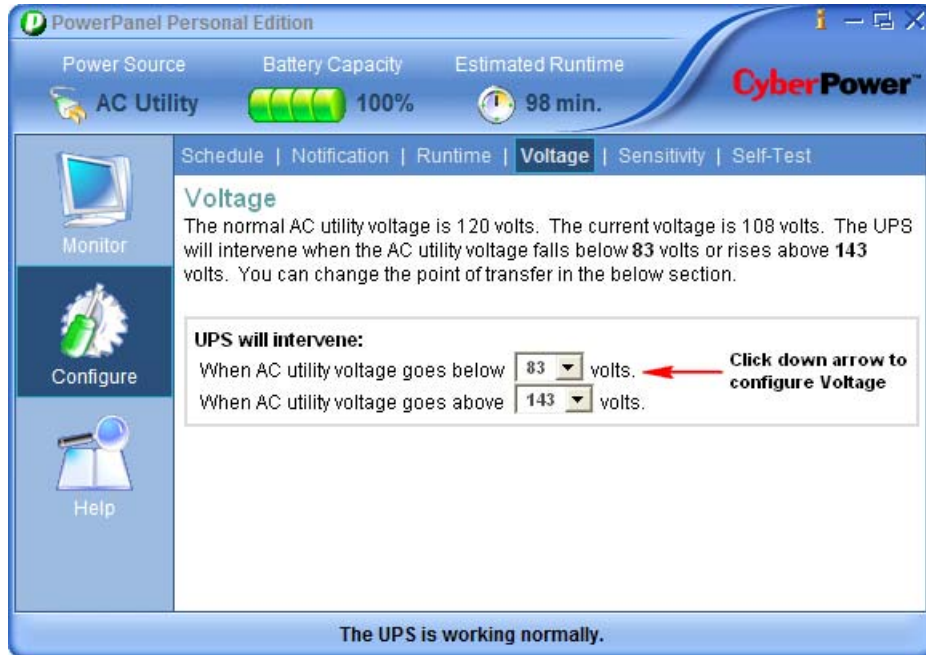 PowerPanel Personal Edition
Power Source
Battery Capacity
Estimated Runtime
AC Utility
100%
98 min.
CyberPower™
Monitor
Configure
Help
Schedule | Notification | Runtime | Voltage | Sensitivity | Self-Test
Voltage
The normal AC utility voltage is 120 volts. The current voltage is 108 volts. The UPS
will intervene when the AC utility voltage falls below 83 volts or rises above 143
volts. You can change the point of transfer in the below section.
UPS will intervene:
When AC utility voltage goes below 83 volts.
When AC utility voltage goes above 143 volts.
Click down arrow to
configure Voltage
The UPS is working normally.